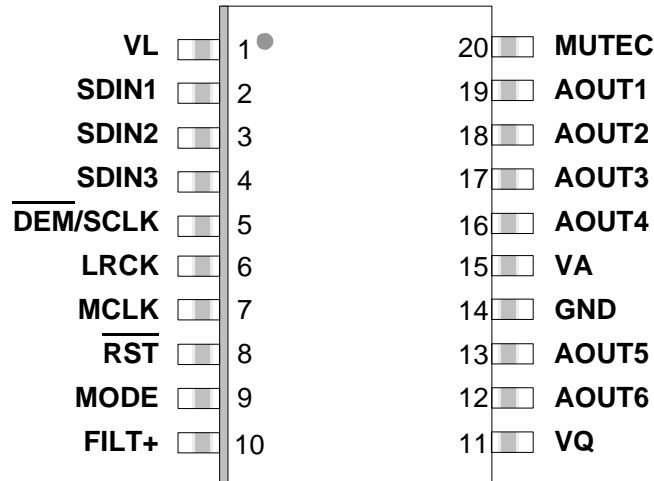 VL 1 20 MUTEC
SDIN1 2 19 AOUT1
SDIN2 3 18 AOUT2
SDIN3 4 17 AOUT3
D̅E̅M̅/SCLK 5 16 AOUT4
LRCK 6 15 VA
MCLK 7 14 GND
R̅S̅T̅ 8 13 AOUT5
MODE 9 12 AOUT6
FILT+ 10 11 VQ